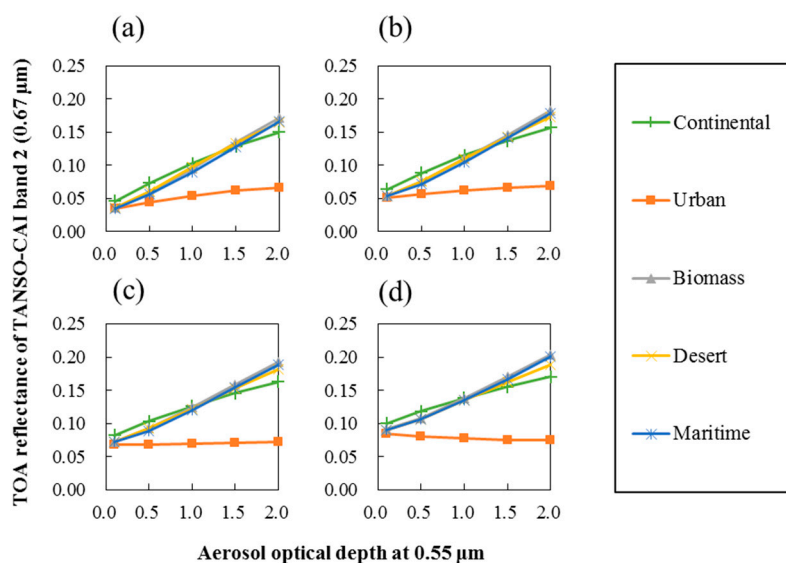 (a) (b)
TOA reflectance of TANSO-CAI band 2 (0.67 μm)
0.25 0.25
0.20 0.20
0.15 0.15
0.10 0.10
0.05 0.05
0.00 0.00
0.0 0.5 1.0 1.5 2.0 0.0 0.5 1.0 1.5 2.0
(c) (d)
0.25 0.25
0.20 0.20
0.15 0.15
0.10 0.10
0.05 0.05
0.00 0.00
0.0 0.5 1.0 1.5 2.0 0.0 0.5 1.0 1.5 2.0
Aerosol optical depth at 0.55 μm
Continental
Urban
Biomass
Desert
Maritime